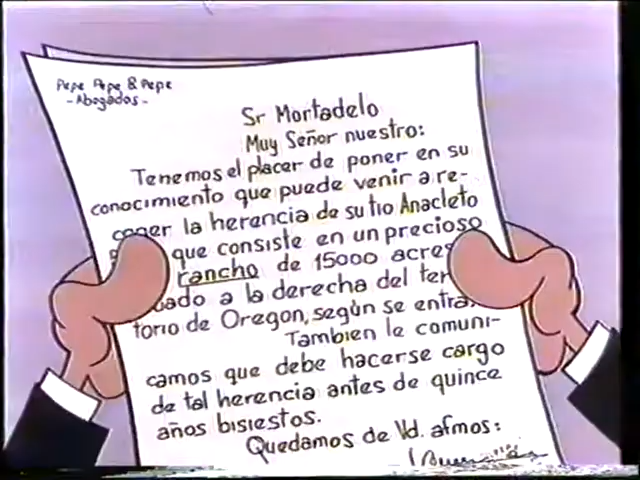 Pepe Pepe & Pepe
- Abogados -
Sr Mortadelo
Muy Señor nuestro:
Tenemos el placer de poner en su
conocimiento que puede venir a re-
coger la herencia de su tio Anacleto
que consiste en un precioso
rancho de 15000 acres
uado a la derecha del ter
torio de Oregon, según se entra.
Tambien le comuni-
camos que debe hacerse cargo
de tal herencia antes de quince
años bisiestos.
Quedamos de Vd. afmos: